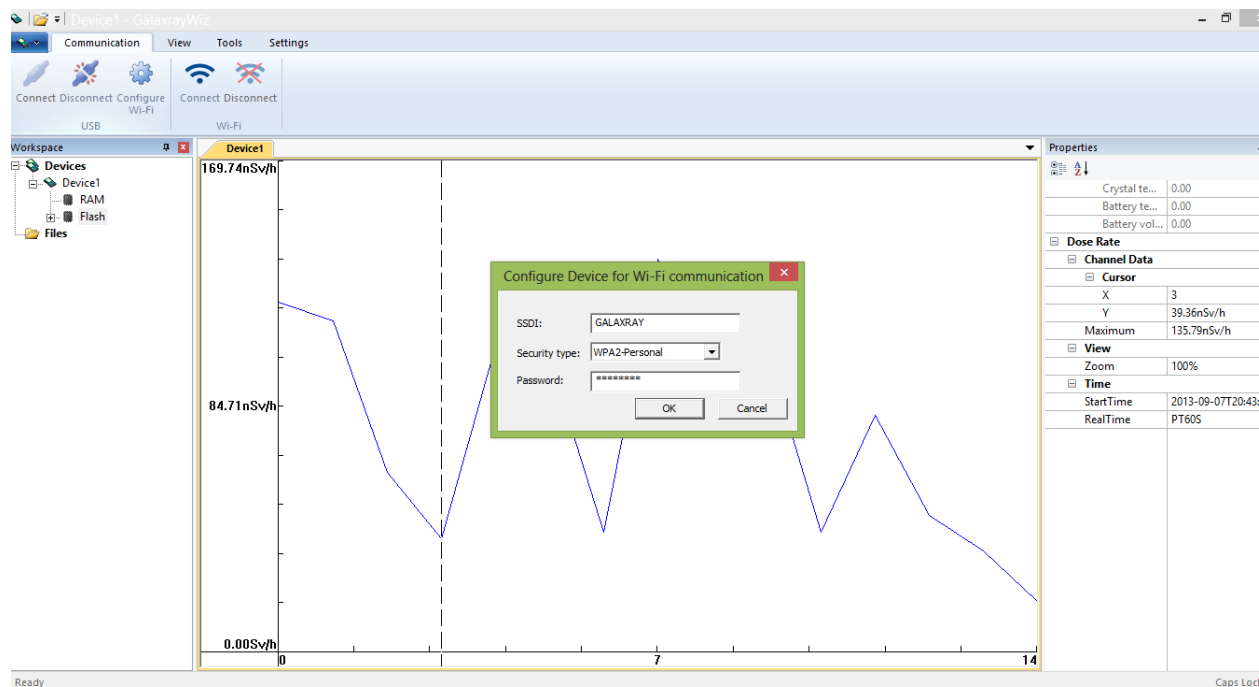 Device1 - GalaxrayWiz
Communication View Tools Settings
Connect Disconnect Configure Wi-Fi
USB
Connect Disconnect
Wi-Fi
Workspace
Devices
Device1
RAM
Flash
Files
Device1
169.74nSv/h
84.71nSv/h
0.00Sv/h
0 7 14
Configure Device for Wi-Fi communication
SSDI: GALAXRAY
Security type: WPA2-Personal
Password: ********
OK Cancel
Properties
Crystal te... 0.00
Battery te... 0.00
Battery vol... 0.00
Dose Rate
Channel Data
Cursor
X 3
Y 39.36nSv/h
Maximum 135.79nSv/h
View
Zoom 100%
Time
StartTime 2013-09-07T20:43:
RealTime PT60S
Ready
Caps Loc